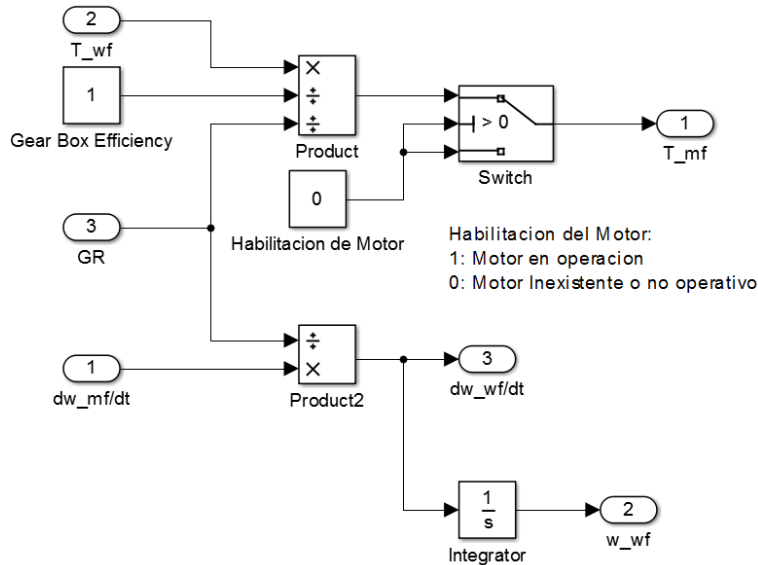 2
T_wf
1
Gear Box Efficiency
×
÷
÷
Product
> 0
Switch
1
T_mf
0
Habilitacion de Motor
3
GR
Habilitacion del Motor:
1: Motor en operacion
0: Motor Inexistente o no operativo
÷
×
Product2
1
dw_mf/dt
3
dw_wf/dt
1
s
Integrator
2
w_wf